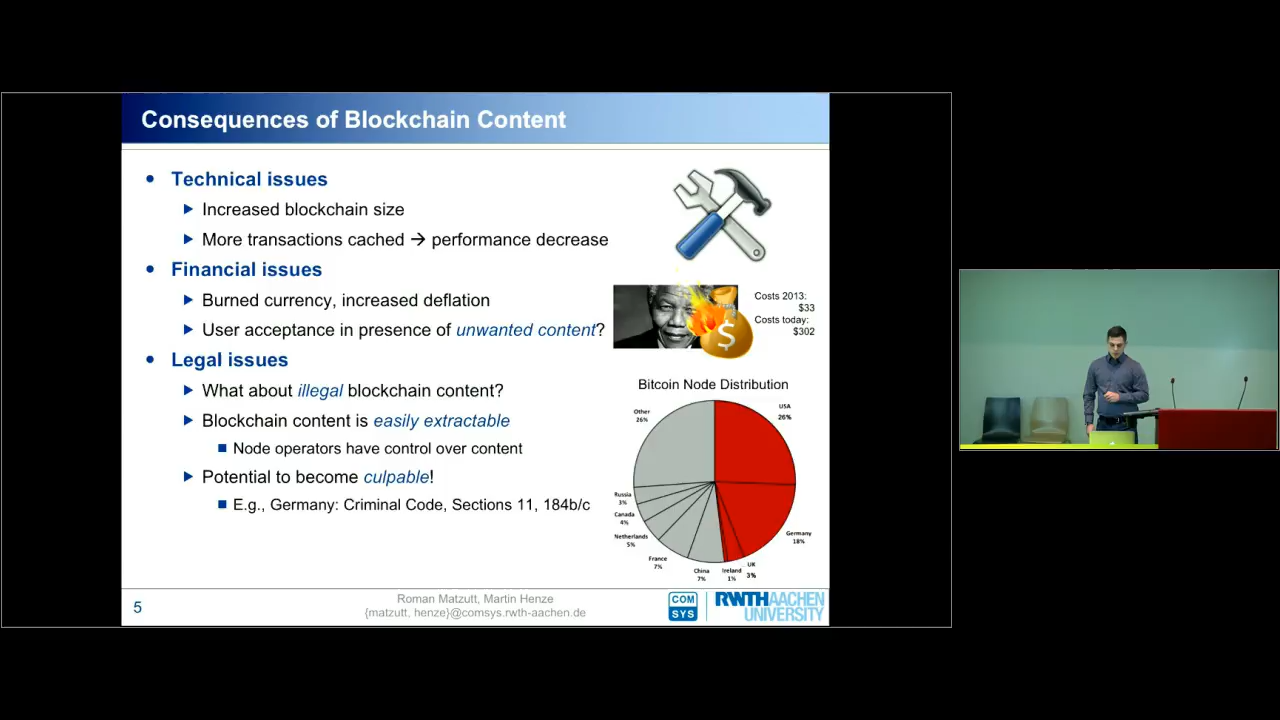 Consequences of Blockchain Content
Technical issues
Increased blockchain size
More transactions cached → performance decrease
Financial issues
Burned currency, increased deflation
User acceptance in presence of unwanted content?
Legal issues
What about illegal blockchain content?
Blockchain content is easily extractable
Node operators have control over content
Potential to become culpable!
E.g., Germany: Criminal Code, Sections 11, 184b/c
$
Costs 2013:
$33
Costs today:
$302
Bitcoin Node Distribution
USA
26%
Germany
18%
UK
3%
Ireland
1%
China
7%
France
7%
Netherlands
5%
Canada
4%
Russia
3%
Other
26%
5
Roman Matzutt, Martin Henze
{matzutt, henze}@comsys.rwth-aachen.de
COM
SYS
RWTHAACHEN
UNIVERSITY